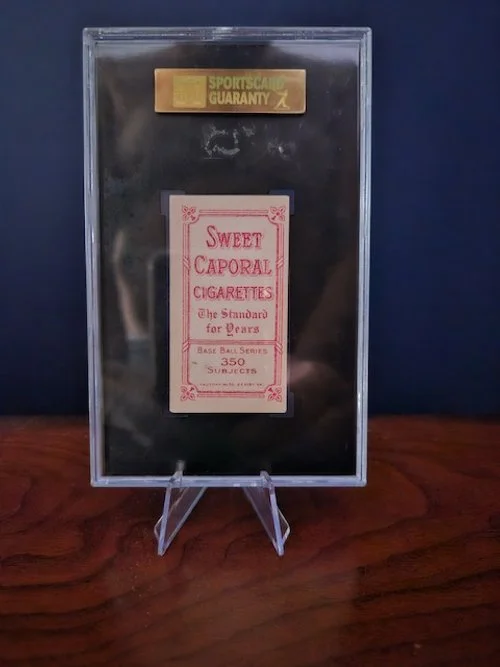 SPORTSCARD
GUARANTY
SWEET
CAPORAL
CIGARETTES
The Standard
for Years
BASE BALL SERIES
350
SUBJECTS